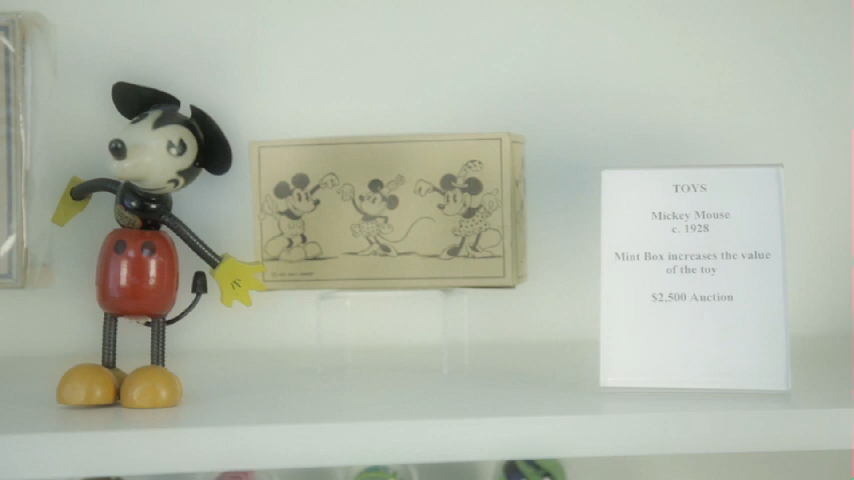 TOYS
Mickey Mouse
c. 1928
Mint Box increases the value
of the toy
$2,500 Auction